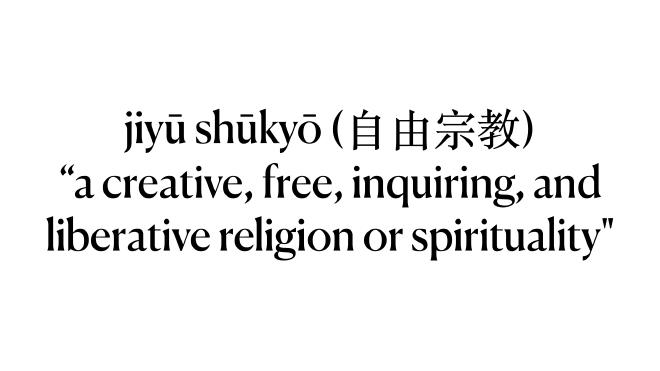 jiyū shūkyō (自由宗教)
“a creative, free, inquiring, and
liberative religion or spirituality"